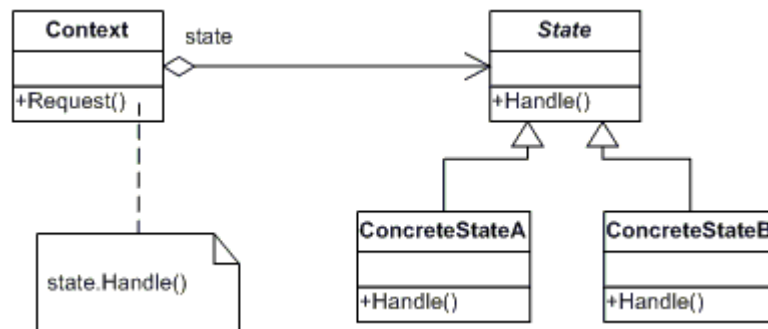 Context
state
State
+Request()
+Handle()
state.Handle()
ConcreteStateA
+Handle()
ConcreteStateB
+Handle()